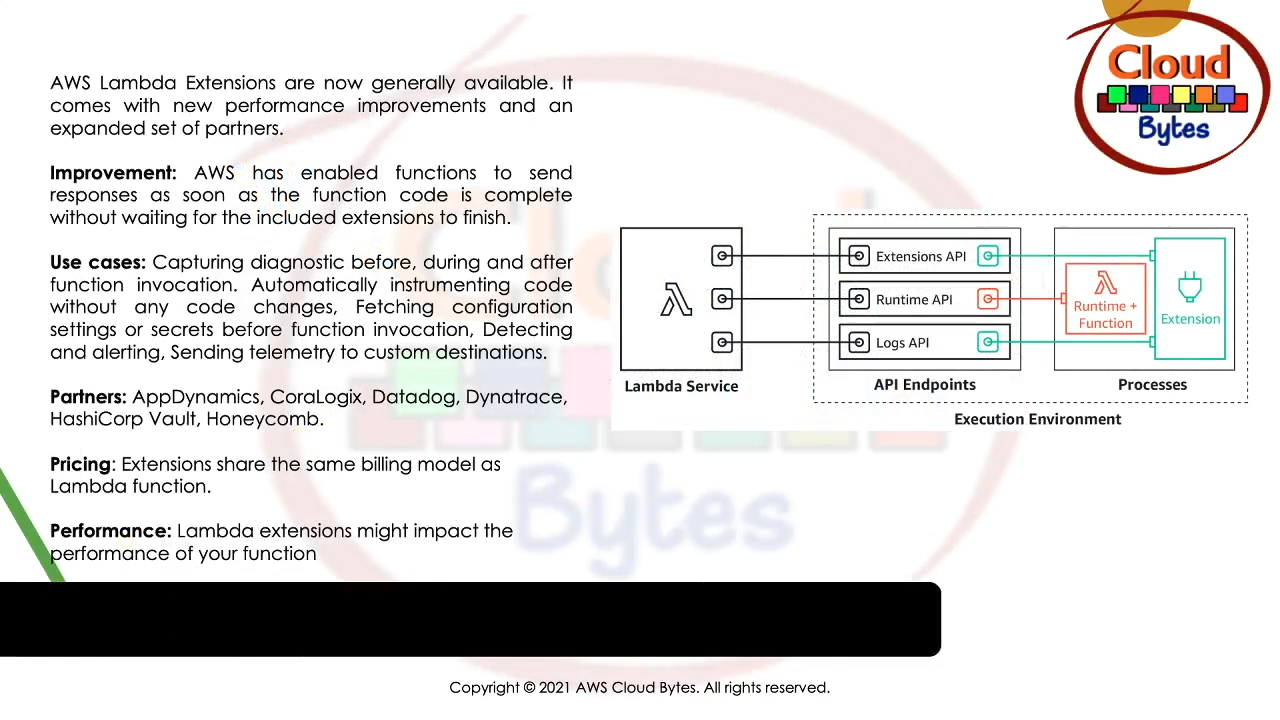 AWS Lambda Extensions are now generally available. It
comes with new performance improvements and an
expanded set of partners.
Improvement: AWS has enabled functions to send
responses as soon as the function code is complete
without waiting for the included extensions to finish.
Use cases: Capturing diagnostic before, during and after
function invocation. Automatically instrumenting code
without any code changes, Fetching configuration
settings or secrets before function invocation, Detecting
and alerting, Sending telemetry to custom destinations.
Partners: AppDynamics, CoraLogix, Datadog, Dynatrace,
HashiCorp Vault, Honeycomb.
Pricing: Extensions share the same billing model as
Lambda function.
Performance: Lambda extensions might impact the
performance of your function
Cloud
Bytes
Extensions API
Runtime API
Logs API
Runtime +
Function
Extension
Lambda Service
API Endpoints
Processes
Execution Environment
Cloud
Bytes
Copyright © 2021 AWS Cloud Bytes. All rights reserved.